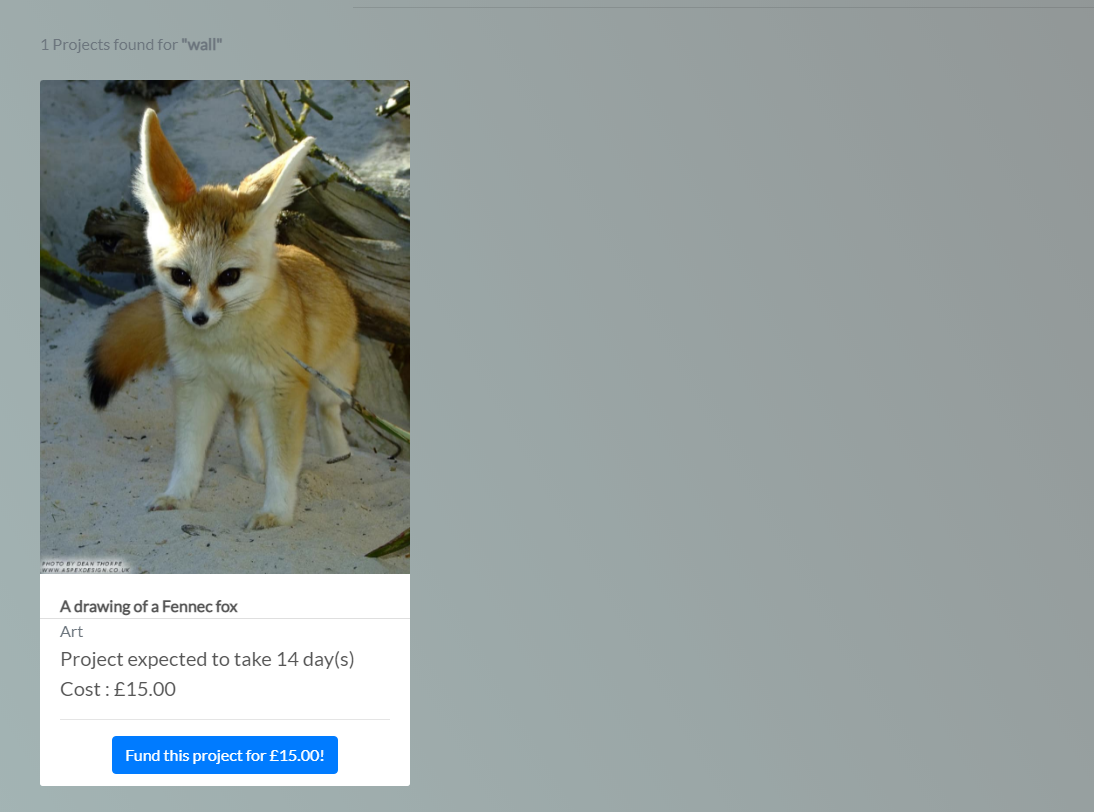 1 Projects found for "wall"
PHOTO BY DEAN THORPE
WWW.ASPEXDESIGN.CO.UK
A drawing of a Fennec fox
Art
Project expected to take 14 day(s)
Cost : £15.00
Fund this project for £15.00!